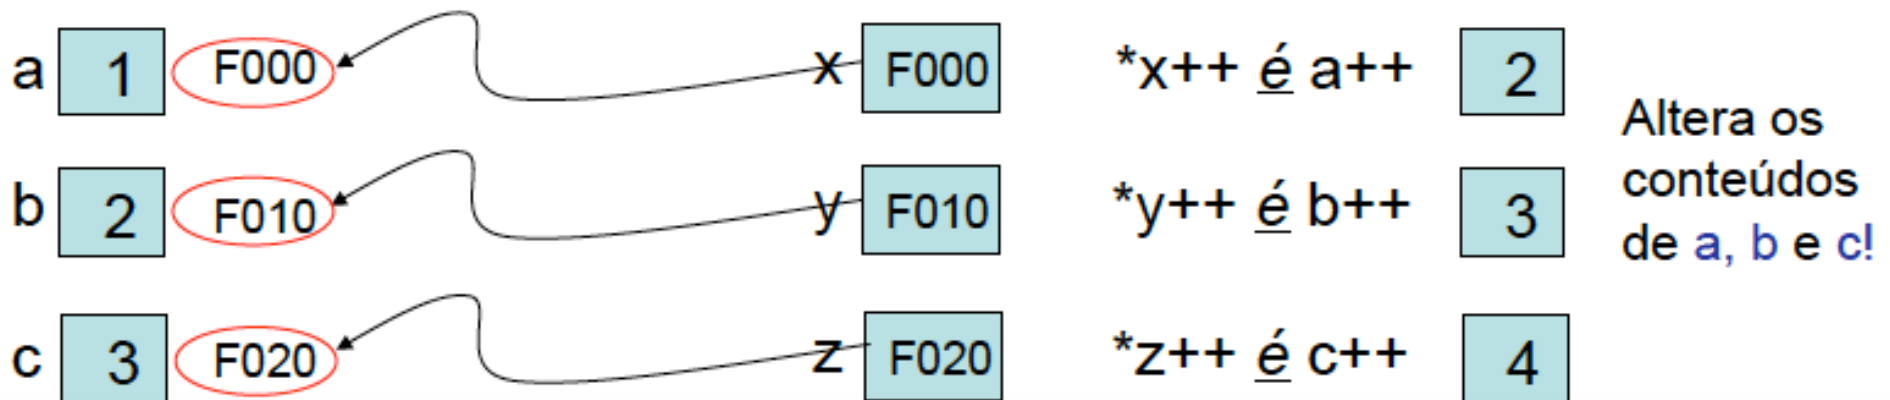 a 1 F000 x F000 *x++ é a++ 2
b 2 F010 y F010 *y++ é b++ 3
c 3 F020 z F020 *z++ é c++ 4
Altera os
conteúdos
de a, b e c!